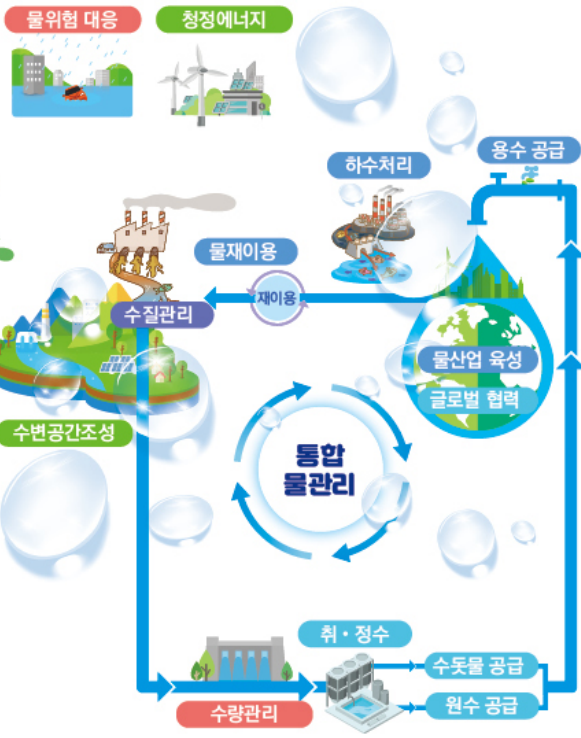 물위험 대응
청정에너지
용수 공급
하수처리
물재이용
재이용
수질관리
물산업 육성
글로벌 협력
수변공간조성
통합
물관리
취·정수
수돗물 공급
원수 공급
수량관리